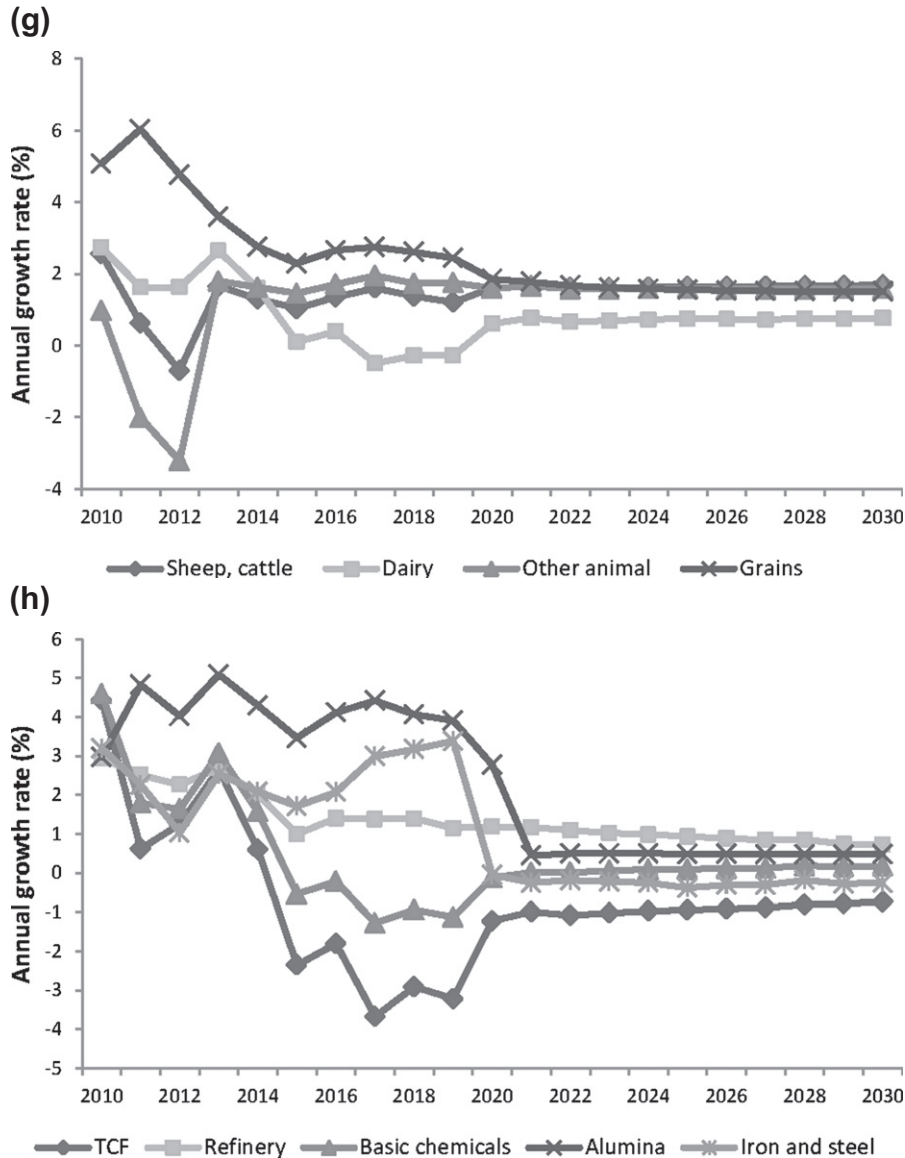 (g)
8
6
4
2
0
-2
-4
Annual growth rate (%)
2010 2012 2014 2016 2018 2020 2022 2024 2026 2028 2030
Sheep, cattle Dairy Other animal Grains
(h)
6
5
4
3
2
1
0
-1
-2
-3
-4
-5
Annual growth rate (%)
2010 2012 2014 2016 2018 2020 2022 2024 2026 2028 2030
TCF Refinery Basic chemicals Alumina Iron and steel